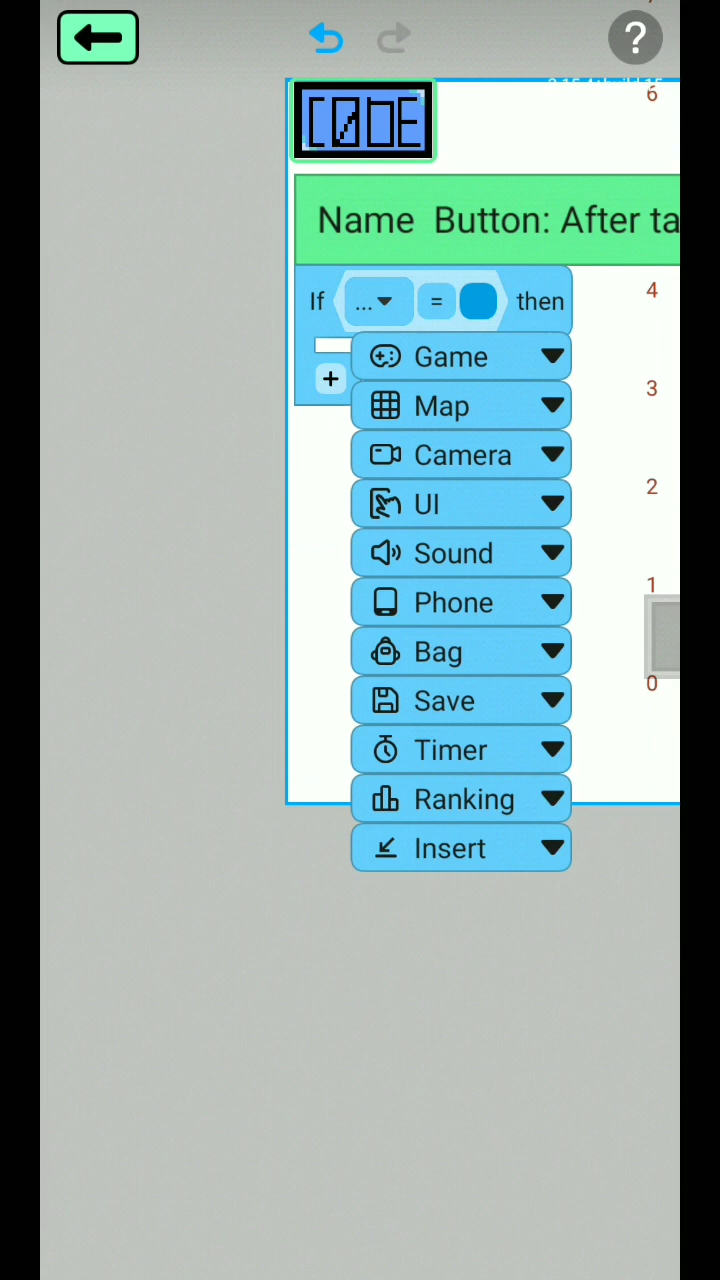 ?
6
CODE
Name Button: After ta
If ... = then
4
+
Game
3
Map
Camera
2
UI
Sound
1
Phone
Bag
0
Save
Timer
Ranking
Insert